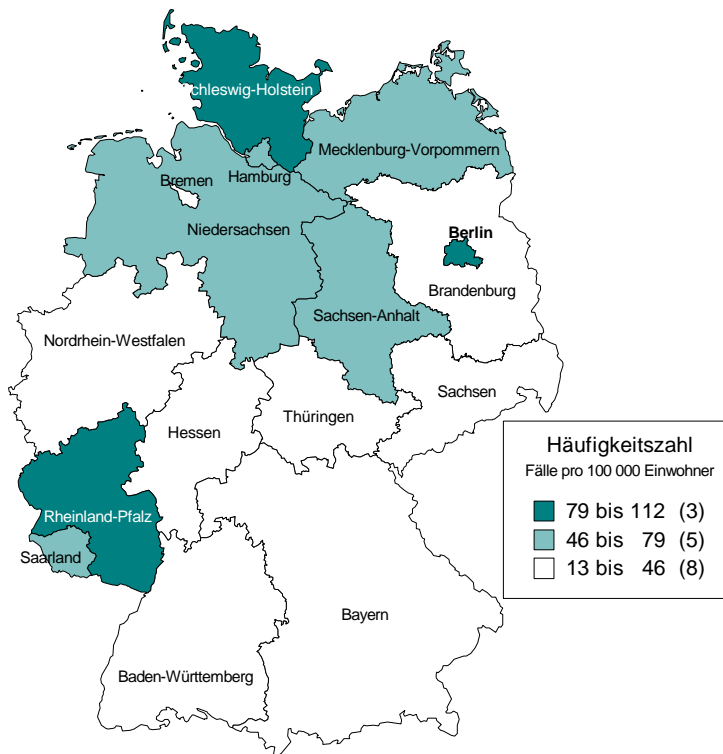 chleswig-Holstein
Mecklenburg-Vorpommern
Hamburg
Bremen
Niedersachsen
Berlin
Brandenburg
Sachsen-Anhalt
Nordrhein-Westfalen
Sachsen
Thüringen
Hessen
Häufigkeitszahl
Fälle pro 100 000 Einwohner
79 bis 112 (3)
46 bis 79 (5)
13 bis 46 (8)
Rheinland-Pfalz
Saarland
Bayern
Baden-Württemberg